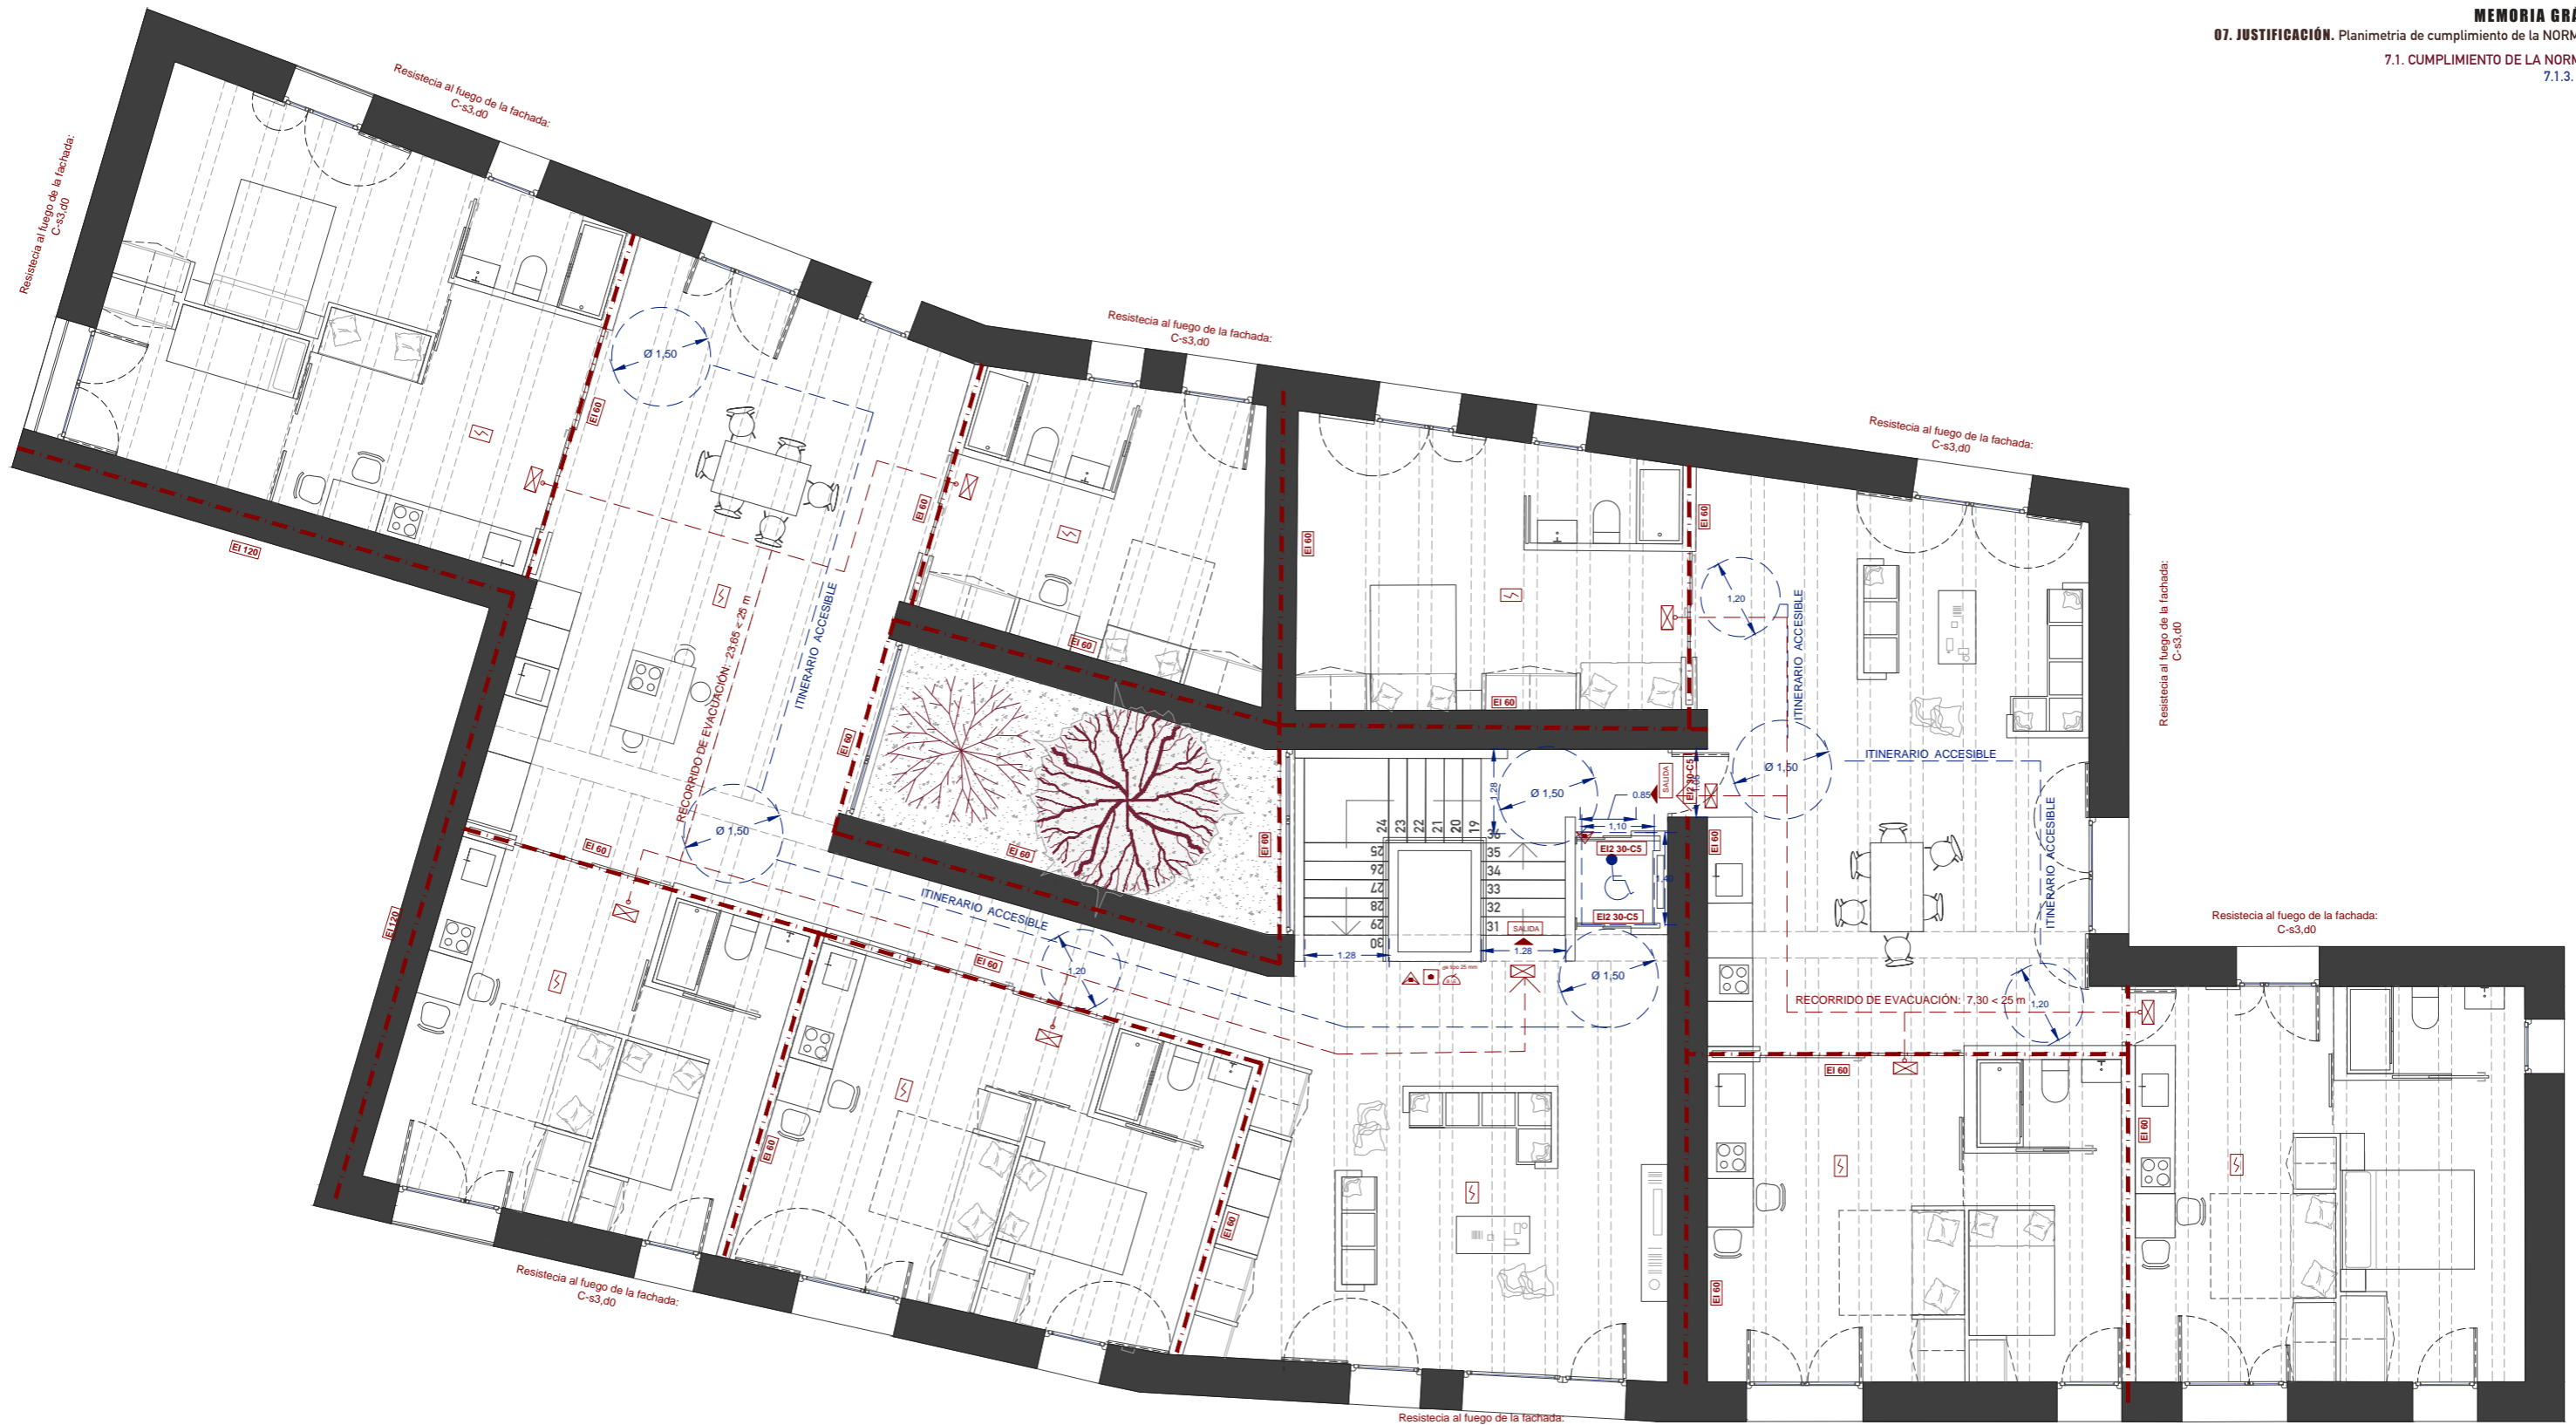 MEMORIA GRÁ
07. JUSTIFICACIÓN. Planimetria de cumplimiento de la NORM
7.1. CUMPLIMIENTO DE LA NORM
7.1.3.
Resistecia al fuego de la fachada:
C-s3,d0
Resistecia al fuego de la fachada:
C-s3,d0
Resistecia al fuego de la fachada:
C-s3,d0
Resistecia al fuego de la fachada:
C-s3,d0
Resistecia al fuego de la fachada:
C-s3,d0
Resistecia al fuego de la fachada:
C-s3,d0
Resistecia al fuego de la fachada:
C-s3,d0
Resistecia al fuego de la fachada:
Ø 1,50
EI 60
EI 120
EI 60
EI 60
EI 60
EI 60
EI 60
1,20
ITINERARIO ACCESIBLE
RECORRIDO DE EVACUACIÓN: 23,65 < 25 m
ITINERARIO ACCESIBLE
EI 60
EI 60
EI 60
Ø 1,50
EI 60
EI 120
ITINERARIO ACCESIBLE
1,20
EI 60
EI 60
EI 60
1,28
Ø 1,50
0.85
1,10
SALIDA
EI2 30-C5
1,05
Ø 1,50
ITINERARIO ACCESIBLE
ITINERARIO ACCESIBLE
24
23
22
21
20
19
36
25
26
27
28
29
30
35
34
33
32
31
EI2 30-C5
1,40
EI2 30-C5
SALIDA
1.28
1.28
Ø 1,50
EI 60
RECORRIDO DE EVACUACIÓN: 7,30 < 25 m
1,20
EI 60
EI 60
EI 60